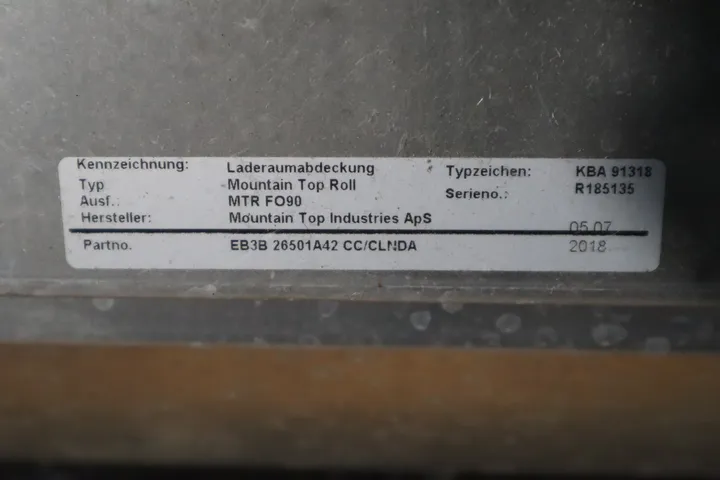 Kennzeichnung: Laderaumabdeckung Typzeichen: KBA 91318
Typ Mountain Top Roll Serieno.: R185135
Ausf.: MTR FO90
Hersteller: Mountain Top Industries ApS
05.07
Partno. EB3B 26501A42 CC/CLNDA 2018